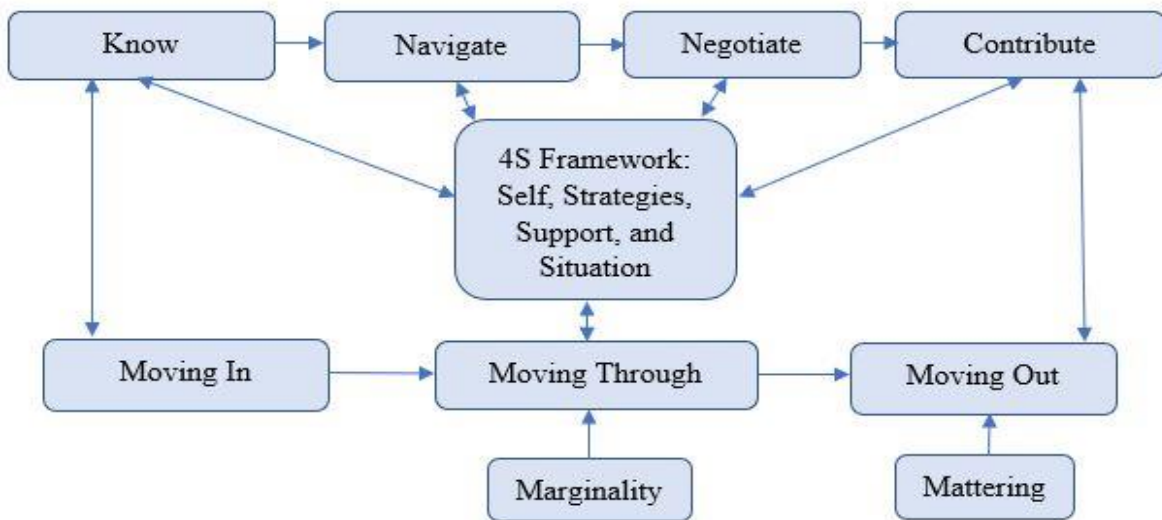 Know
Navigate
Negotiate
Contribute
4S Framework:
Self, Strategies,
Support, and
Situation
Moving In
Moving Through
Moving Out
Marginality
Mattering